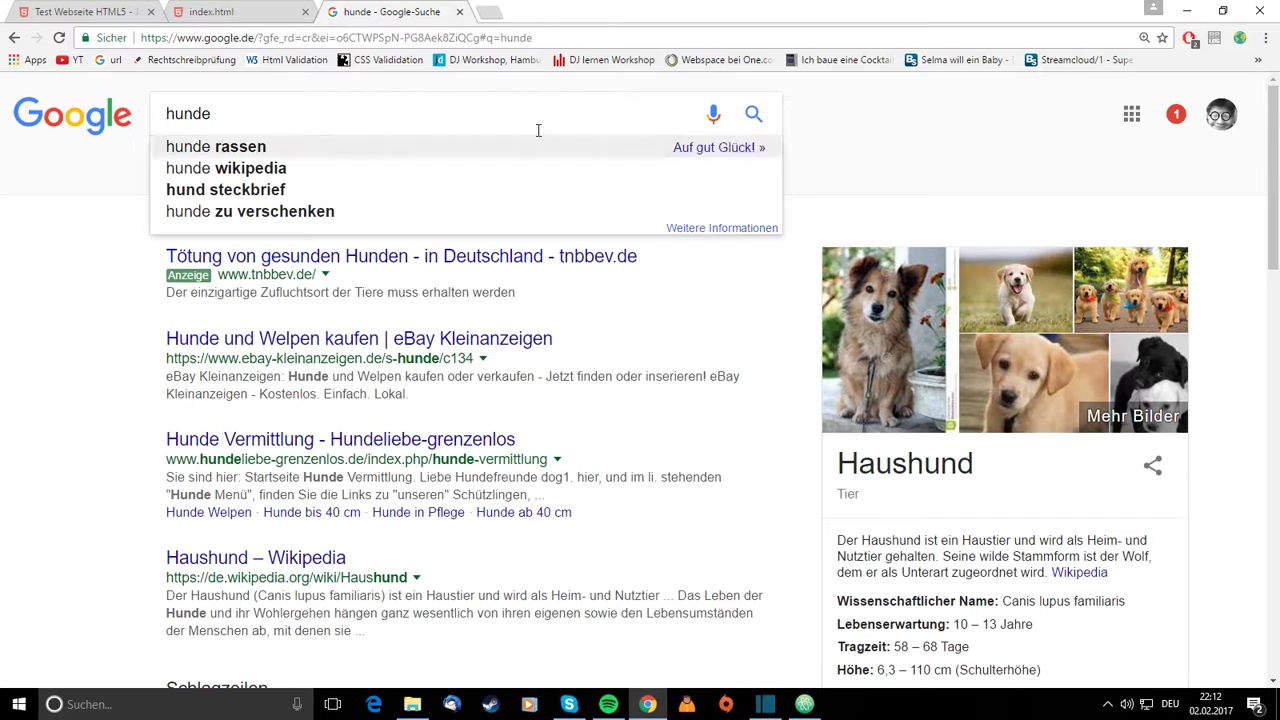 Test Webseite HTML5 -
index.html
hunde - Google-Suche
Sicher
https://www.google.de/?gfe_rd=cr&ei=o6CTWPSpN-PG8Aek8ZiQCg#q=hunde
Apps
YT
url
Rechtschreibprüfung
Html Validation
CSS Valididation
DJ Workshop, Hambu
DJ lernen Workshop
Webspace bei One.co
Ich baue eine Cocktai
Selma will ein Baby -
Streamcloud/1 - Supe
»
Google
hunde
1
hunde rassen
Auf gut Glück! »
hunde wikipedia
hund steckbrief
hunde zu verschenken
Weitere Informationen
Tötung von gesunden Hunden - in Deutschland - tnbbev.de
Anzeige www.tnbbev.de/
Der einzigartige Zufluchtsort der Tiere muss erhalten werden
Hunde und Welpen kaufen | eBay Kleinanzeigen
https://www.ebay-kleinanzeigen.de/s-hunde/c134
eBay Kleinanzeigen: Hunde und Welpen kaufen oder verkaufen - Jetzt finden oder inserieren! eBay
Kleinanzeigen - Kostenlos. Einfach. Lokal.
Hunde Vermittlung - Hundeliebe-grenzenlos
www.hundeliebe-grenzenlos.de/index.php/hunde-vermittlung
Sie sind hier: Startseite Hunde Vermittlung. Liebe Hundefreunde dog1. hier, und im li. stehenden
"Hunde Menü", finden Sie die Links zu "unseren" Schützlingen, ...
Hunde Welpen · Hunde bis 40 cm · Hunde in Pflege · Hunde ab 40 cm
Haushund – Wikipedia
https://de.wikipedia.org/wiki/Haushund
Der Haushund (Canis lupus familiaris) ist ein Haustier und wird als Heim- und Nutztier ... Das Leben der
Hunde und ihr Wohlergehen hängen ganz wesentlich von ihren eigenen sowie den Lebensumständen
der Menschen ab, mit denen sie ...
Schlagzeilen
Mehr Bilder
Haushund
Tier
Der Haushund ist ein Haustier und wird als Heim- und
Nutztier gehalten. Seine wilde Stammform ist der Wolf,
dem er als Unterart zugeordnet wird. Wikipedia
Wissenschaftlicher Name: Canis lupus familiaris
Lebenserwartung: 10 – 13 Jahre
Tragzeit: 58 – 68 Tage
Höhe: 6,3 – 110 cm (Schulterhöhe)
Suchen...
DEU
22:12
02.02.2017
2